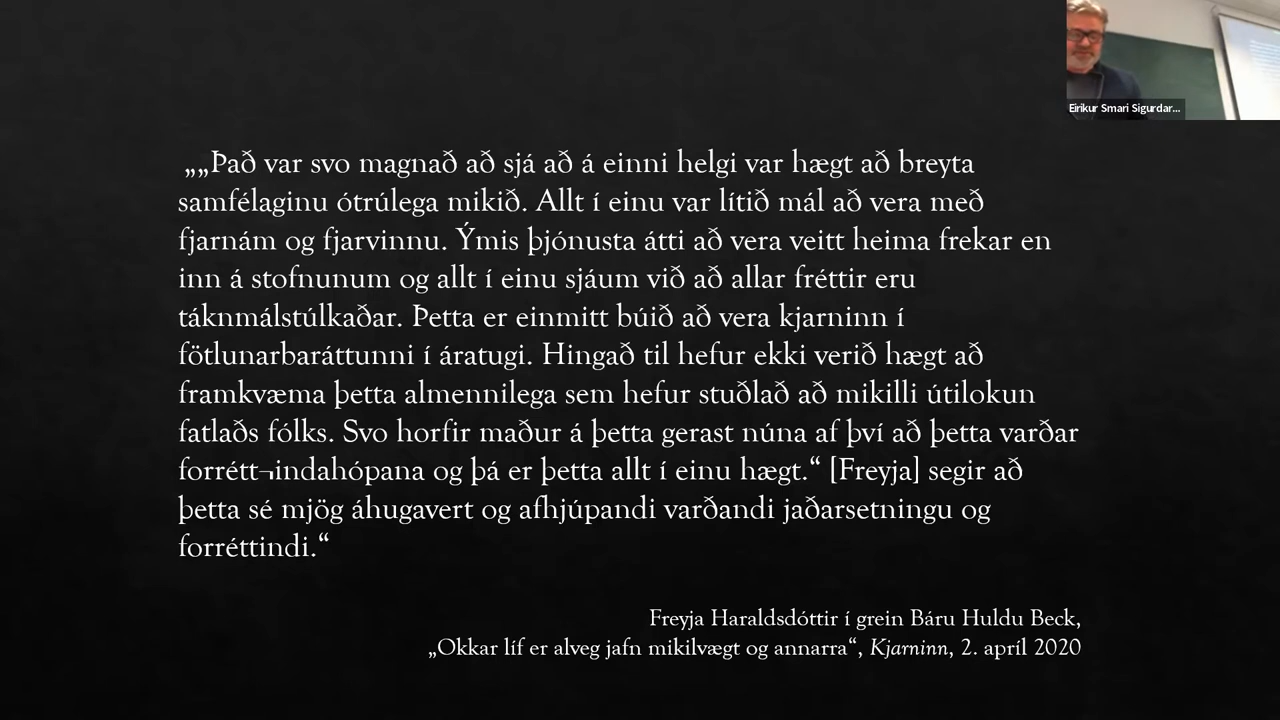 Eirikur Smari Sigurdar...
„„Það var svo magnað að sjá að á einni helgi var hægt að breyta
samfélaginu ótrúlega mikið. Allt í einu var lítið mál að vera með
fjarnám og fjarvinnu. Ýmis þjónusta átti að vera veitt heima frekar en
inn á stofnunum og allt í einu sjáum við að allar fréttir eru
táknmálstúlkaðar. Þetta er einmitt búið að vera kjarninn í
fötlunarbaráttunni í áratugi. Hingað til hefur ekki verið hægt að
framkvæma þetta almennilega sem hefur stuðlað að mikilli útilokun
fatlaðs fólks. Svo horfir maður á þetta gerast núna af því að þetta varðar
forrétt¬indahópana og þá er þetta allt í einu hægt.“ [Freyja] segir að
þetta sé mjög áhugavert og afhjúpandi varðandi jaðarsetningu og
forréttindi.“
Freyja Haraldsdóttir í grein Báru Huldu Beck,
„Okkar líf er alveg jafn mikilvægt og annarra“, Kjarninn, 2. apríl 2020